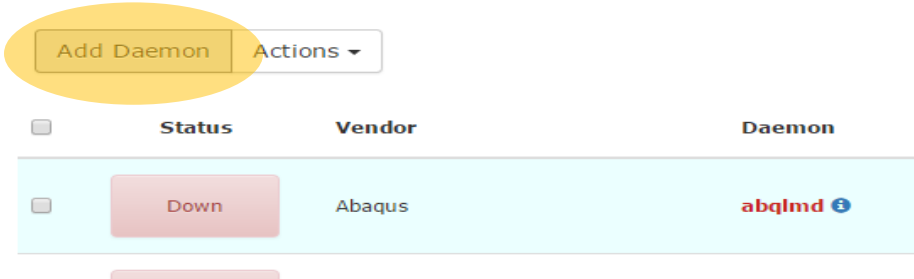 Add Daemon Actions
Status Vendor Daemon
Down Abaqus abqlmd